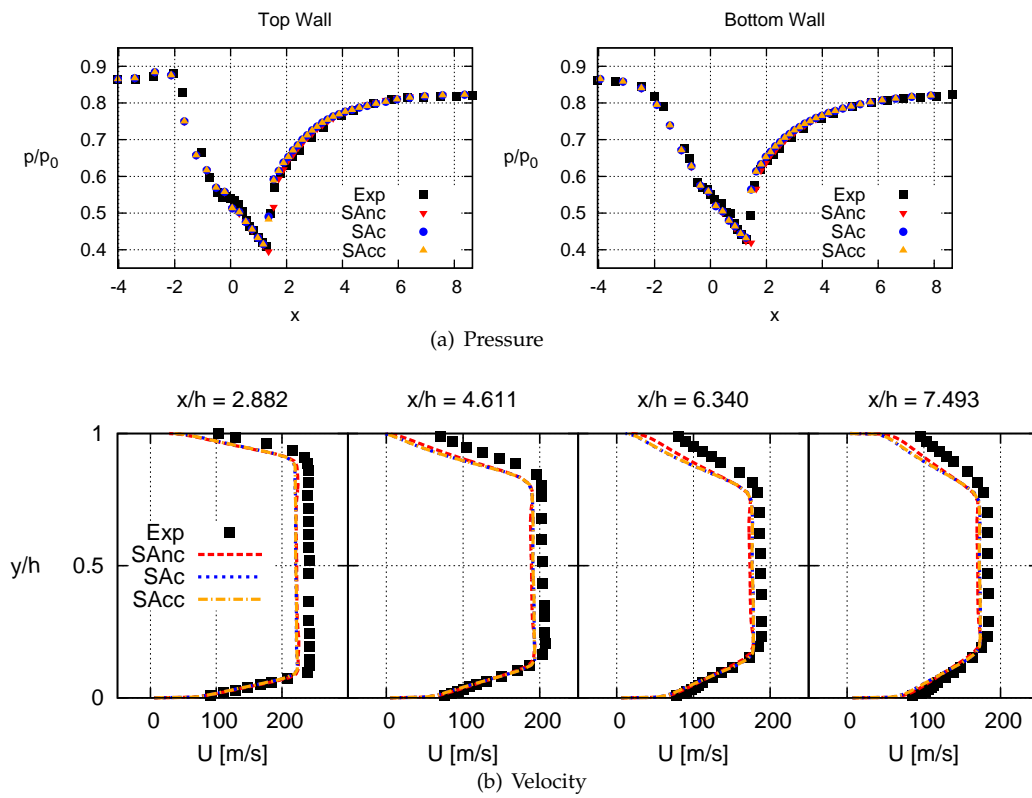 Top Wall
0.9
0.8
0.7
0.6
0.5
0.4
p/p0
-4 -2 0 2 4 6 8
x
Exp
SAnc
SAc
SAcc
Bottom Wall
0.9
0.8
0.7
0.6
0.5
0.4
p/p0
-4 -2 0 2 4 6 8
x
Exp
SAnc
SAc
SAcc
(a) Pressure
x/h = 2.882 x/h = 4.611 x/h = 6.340 x/h = 7.493
1
0.5
0
y/h
Exp
SAnc
SAc
SAcc
0 100 200 0 100 200 0 100 200 0 100 200
U [m/s] U [m/s] U [m/s] U [m/s]
(b) Velocity